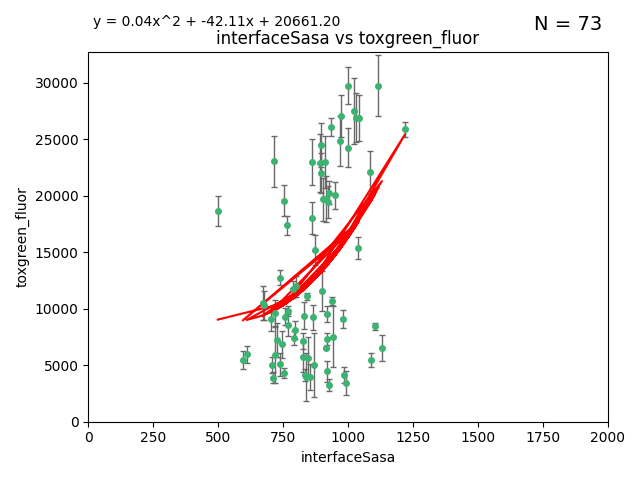 y = 0.04x^2 + -42.11x + 20661.20
N = 73
interfaceSasa vs toxgreen_fluor
toxgreen_fluor
30000
25000
20000
15000
10000
5000
0
0 250 500 750 1000 1250 1500 1750 2000
interfaceSasa